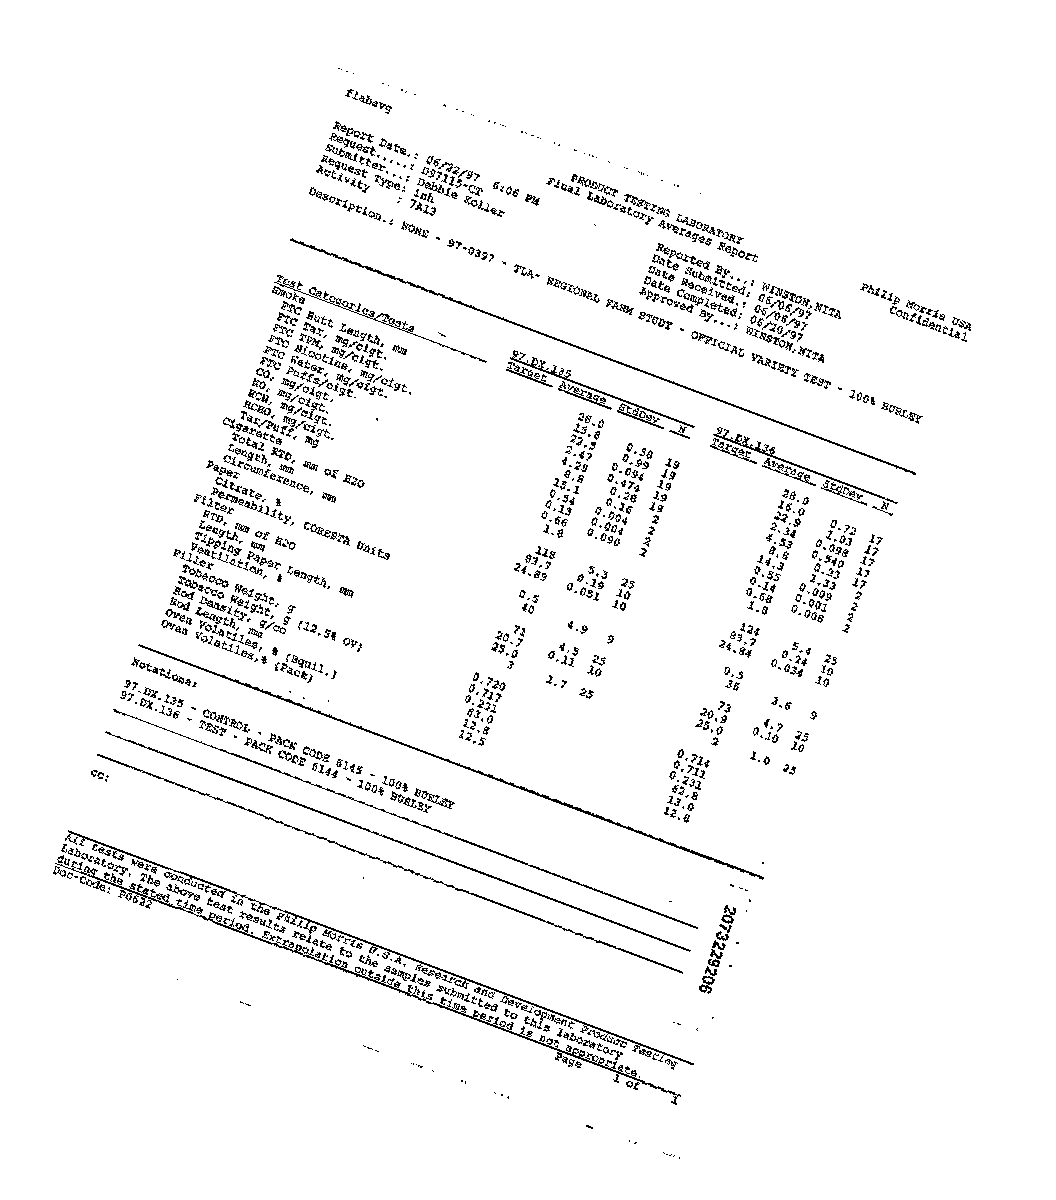 flabavg
PRODUCT TESTING LABORATORY
Final Laboratory Averages Report
Philip Morris USA
Confidential
Report Date.: 06/22/97 6:06 PM
Request.....: D97115-CT
Submitter...: Debbie Koller
Request Type: inh
Activity : 7A13
Reported By...: WINSTON,NITA
Date Submitted: 06/06/97
Date Received.: 06/06/97
Date Completed: 06/20/97
Approved by...: WINSTON,NITA
Description.: NONE - 97-0397 - TLA- REGIONAL FARM STUDY - OFFICIAL VARIETY TEST - 100% BURLEY
97.DX.135 97.DX.136
Test Categories/Tests Target Average StdDev N Target Average StdDev N
Smoke
FTC Butt Length, mm 28.0 28.0
FTC Tar, mg/cigt. 15.8 0.58 19 16.0 0.72 17
FTC TPM, mg/cigt. 22.5 0.99 19 22.9 1.03 17
FTC Nicotine, mg/cigt. 2.47 0.094 19 2.34 0.098 17
FTC Water, mg/cigt. 4.28 0.474 19 4.53 0.540 17
FTC Puffs/cigt. 8.8 0.28 19 8.8 0.33 17
CO, mg/cigt. 13.1 0.16 2 14.3 1.33 2
NO, mg/cigt. 0.54 0.004 2 0.55 0.009 2
HCN, mg/cigt. 0.13 0.004 2 0.14 0.001 2
HCHO, mg/cigt. 0.66 0.090 2 0.68 0.008 2
Tar/Puff, mg 1.8 1.8
Cigarette
Total RTD, mm of H2O 118 5.3 25 124 5.4 25
Length, mm 83.7 0.19 10 83.7 0.14 10
Circumference, mm 24.89 0.051 10 24.84 0.034 10
Paper
Citrate, % 0.5 0.5
Permeability, CORESTA Units 40 4.9 9 38 3.6 9
Filter
RTD, mm of H2O 73 4.5 25 73 4.7 25
Length, mm 20.7 0.11 10 20.9 0.10 10
Tipping Paper Length, mm 25.0 25.0
Ventilation, % 3 1.7 25 2 1.0 25
Filler
Tobacco Weight, g 0.720 0.714
Tobacco Weight, g (12.5% OV) 0.717 0.711
Rod Density, g/cc 0.231 0.231
Rod Length, mm 63.0 62.8
Oven Volatiles, % (Equil.) 12.8 13.0
Oven Volatiles,% (Pack) 12.5 12.8
Notations:
97.DX.135 - CONTROL - PACK CODE 6145 - 100% BURLEY
97.DX.136 - TEST - PACK CODE 6144 - 100% BURLEY
cc:
All tests were conducted in the Philip Morris U.S.A. Research and Development Product Testing
Laboratory. The above test results relate to the samples submitted to this laboratory
during the stated time period. Extrapolation outside this time period is not appropriate.
Doc-Code: P0622
Page 1 of 1
2073229206